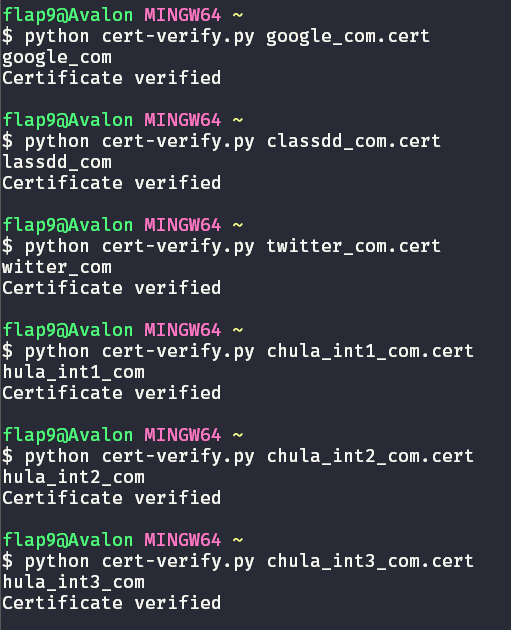 flap9@Avalon MINGW64 ~
$ python cert-verify.py google_com.cert
google_com
Certificate verified
flap9@Avalon MINGW64 ~
$ python cert-verify.py classdd_com.cert
lassdd_com
Certificate verified
flap9@Avalon MINGW64 ~
$ python cert-verify.py twitter_com.cert
witter_com
Certificate verified
flap9@Avalon MINGW64 ~
$ python cert-verify.py chula_int1_com.cert
hula_int1_com
Certificate verified
flap9@Avalon MINGW64 ~
$ python cert-verify.py chula_int2_com.cert
hula_int2_com
Certificate verified
flap9@Avalon MINGW64 ~
$ python cert-verify.py chula_int3_com.cert
hula_int3_com
Certificate verified